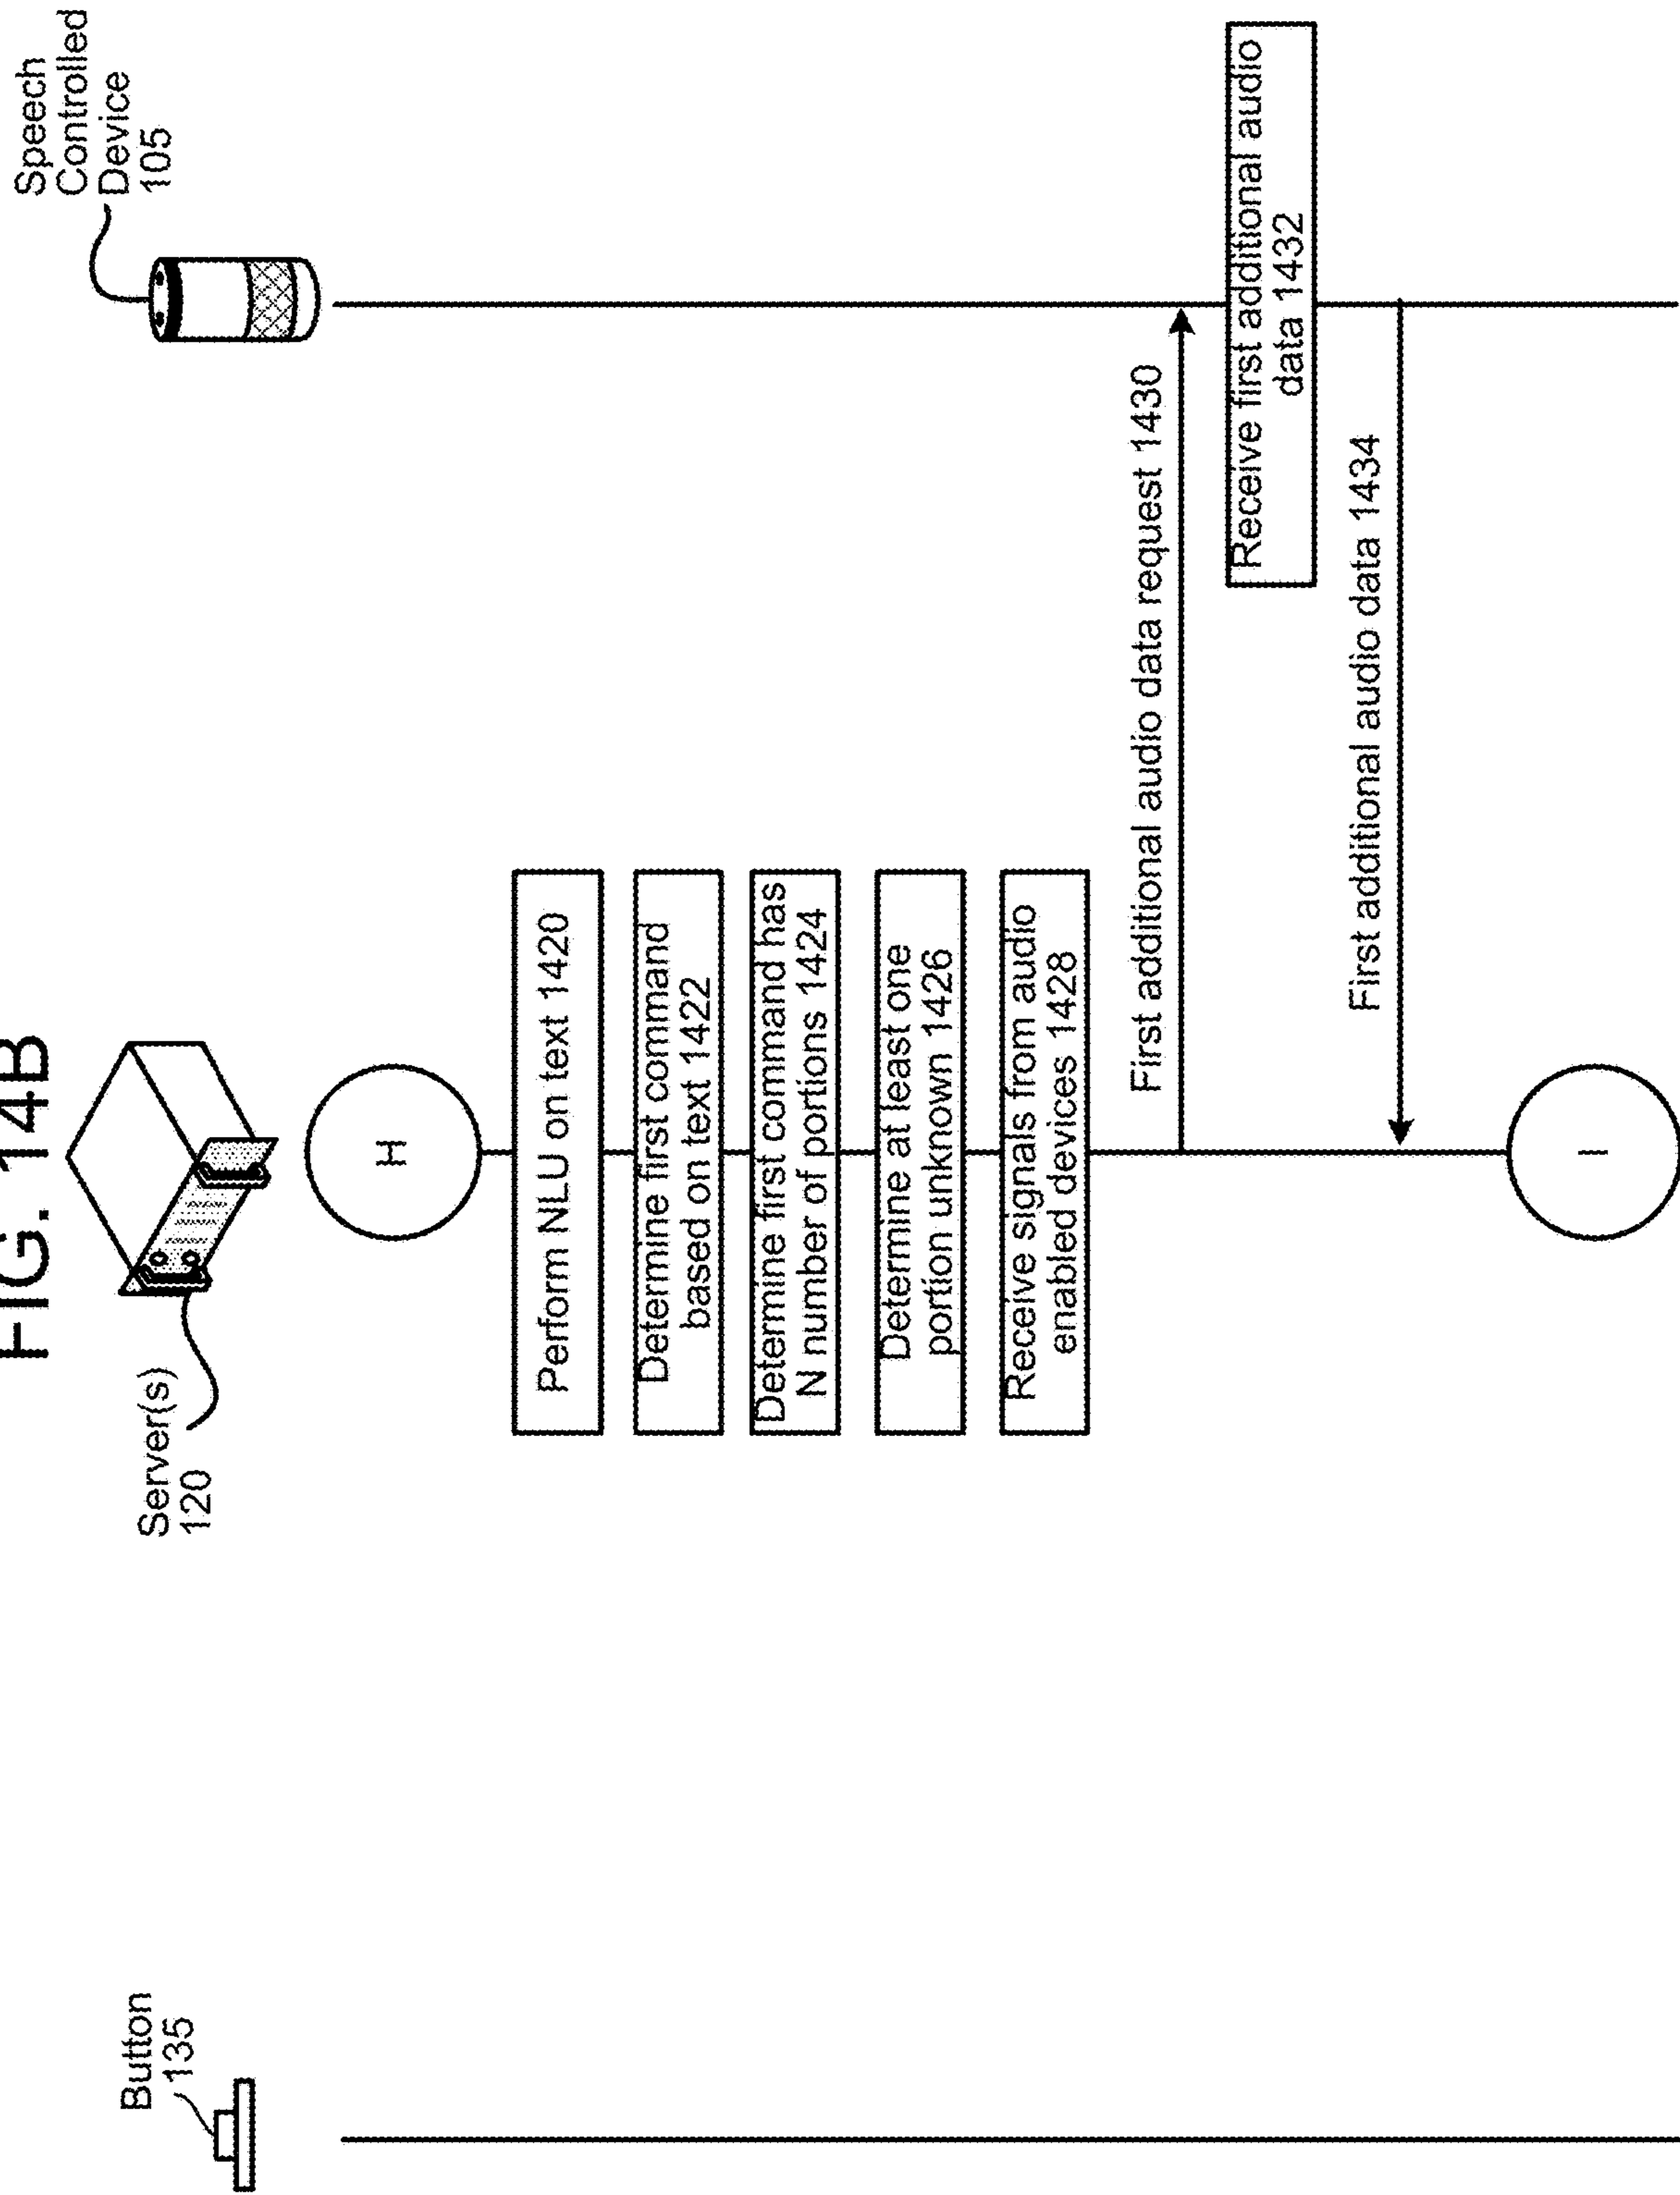 FIG. 14B
Button
135
Server(s)
120
Speech
Controlled
Device
105
H
Perform NLU on text 1420
Determine first command
based on text 1422
Determine first command has
N number of portions 1424
Determine at least one
portion unknown 1426
Receive signals from audio
enabled devices 1428
First additional audio data request 1430
Receive first additional audio
data 1432
First additional audio data 1434
I